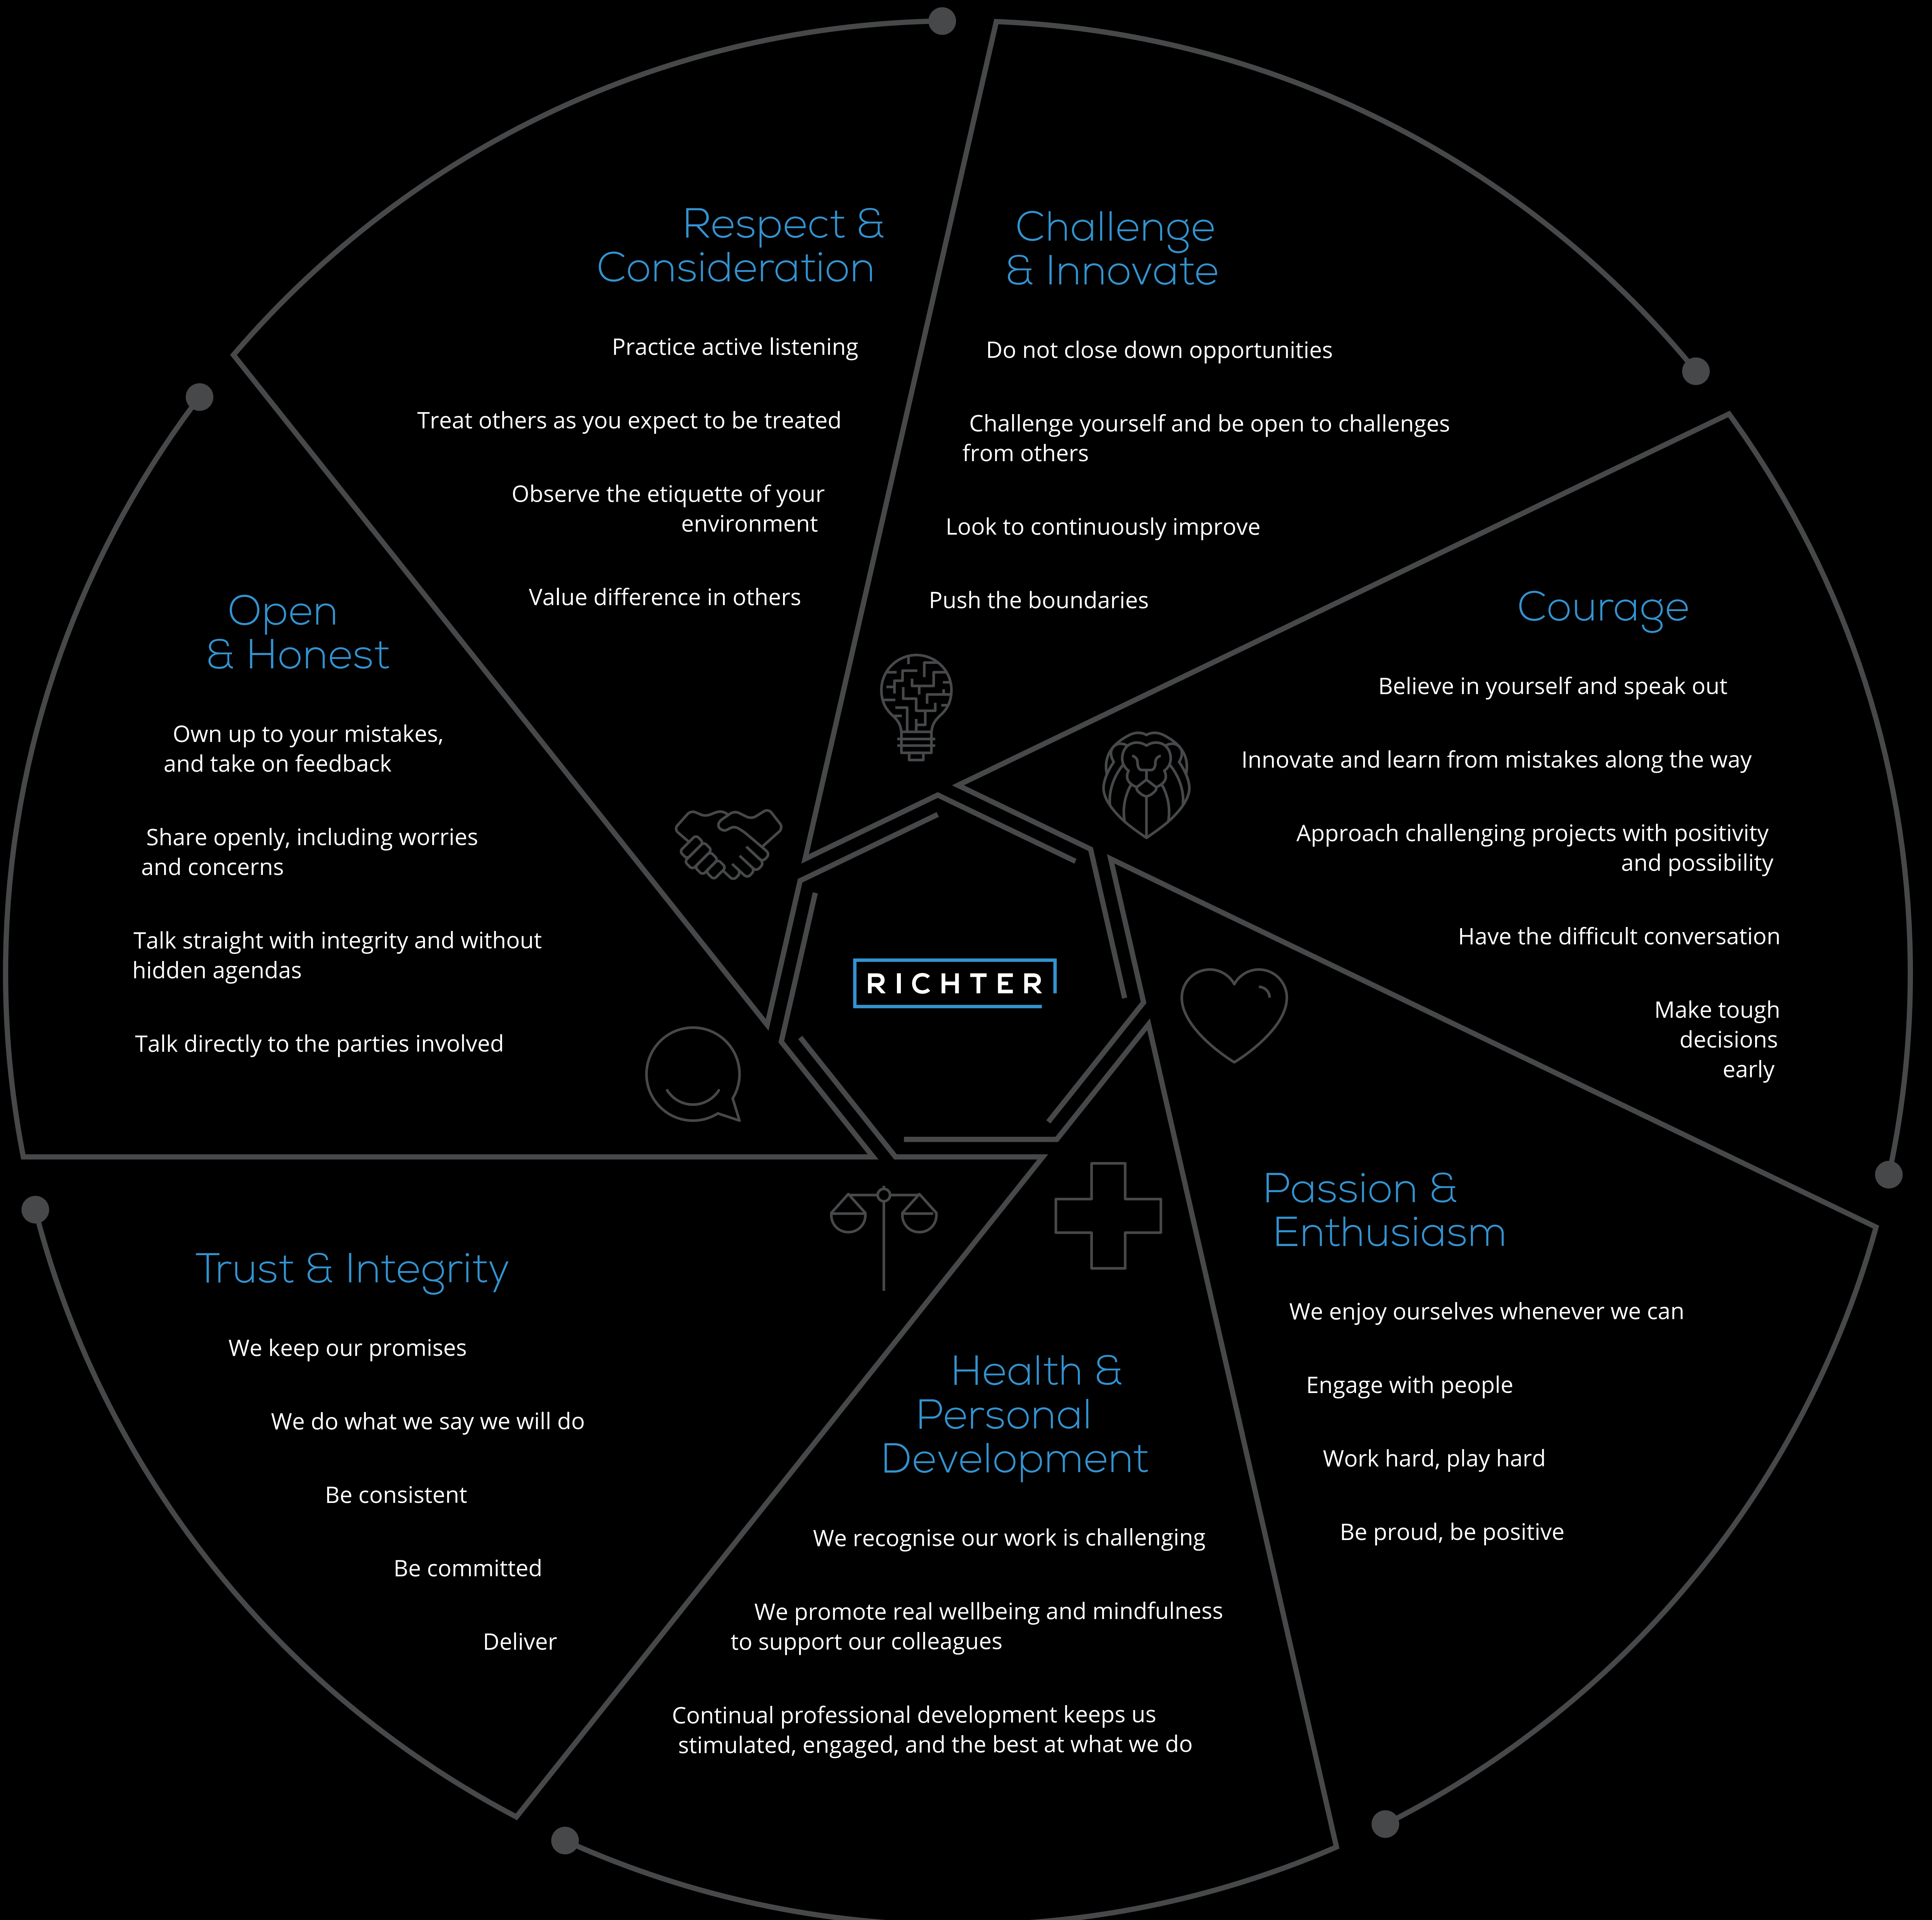 Respect &
Consideration
Practice active listening
Treat others as you expect to be treated
Observe the etiquette of your
environment
Value difference in others
Challenge
& Innovate
Do not close down opportunities
Challenge yourself and be open to challenges
from others
Look to continuously improve
Push the boundaries
Courage
Believe in yourself and speak out
Innovate and learn from mistakes along the way
Approach challenging projects with positivity
and possibility
Have the difficult conversation
Make tough
decisions
early
Open
& Honest
Own up to your mistakes,
and take on feedback
Share openly, including worries
and concerns
Talk straight with integrity and without
hidden agendas
Talk directly to the parties involved
RICHTER
Passion &
Enthusiasm
We enjoy ourselves whenever we can
Engage with people
Work hard, play hard
Be proud, be positive
Trust & Integrity
We keep our promises
We do what we say we will do
Be consistent
Be committed
Deliver
Health &
Personal
Development
We recognise our work is challenging
We promote real wellbeing and mindfulness
to support our colleagues
Continual professional development keeps us
stimulated, engaged, and the best at what we do